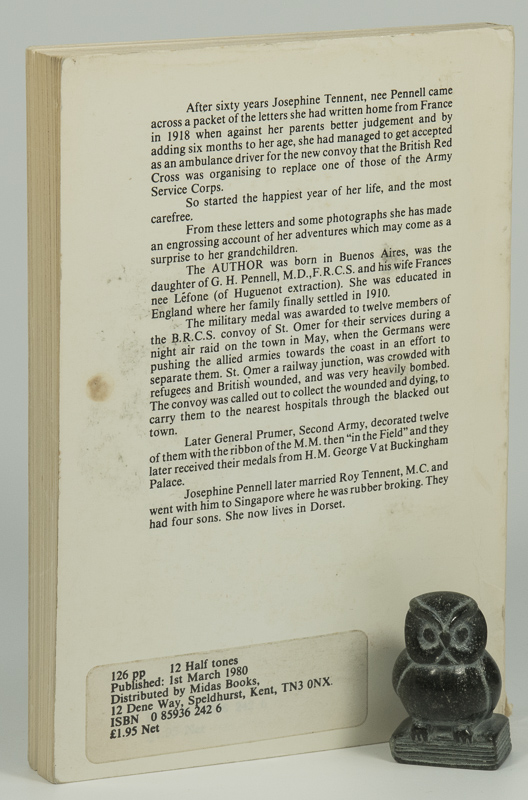 After sixty years Josephine Tennent, nee Pennell came
across a packet of the letters she had written home from France
in 1918 when against her parents better judgement and by
adding six months to her age, she had managed to get accepted
as an ambulance driver for the new convoy that the British Red
Cross was organising to replace one of those of the Army
Service Corps.
So started the happiest year of her life, and the most
carefree.
From these letters and some photographs she has made
an engrossing account of her adventures which may come as a
surprise to her grandchildren.
The AUTHOR was born in Buenos Aires, was the
daughter of G. H. Pennell, M.D.,F.R.C.S. and his wife Frances
nee Léfone (of Huguenot extraction). She was educated in
England where her family finally settled in 1910.
The military medal was awarded to twelve members of
the B.R.C.S. convoy of St. Omer for their services during a
night air raid on the town in May, when the Germans were
pushing the allied armies towards the coast in an effort to
separate them. St. Omer a railway junction, was crowded with
refugees and British wounded, and was very heavily bombed.
The convoy was called out to collect the wounded and dying, to
carry them to the nearest hospitals through the blacked out
town.
Later General Prumer, Second Army, decorated twelve
of them with the ribbon of the M.M. then "in the Field" and they
later received their medals from H.M. George V at Buckingham
Palace.
Josephine Pennell later married Roy Tennent, M.C. and
went with him to Singapore where he was rubber broking. They
had four sons. She now lives in Dorset.
126 pp 12 Half tones
Published: 1st March 1980
Distributed by Midas Books,
12 Dene Way, Speldhurst, Kent, TN3 0NX.
ISBN 0 85936 242 6
£1.95 Net